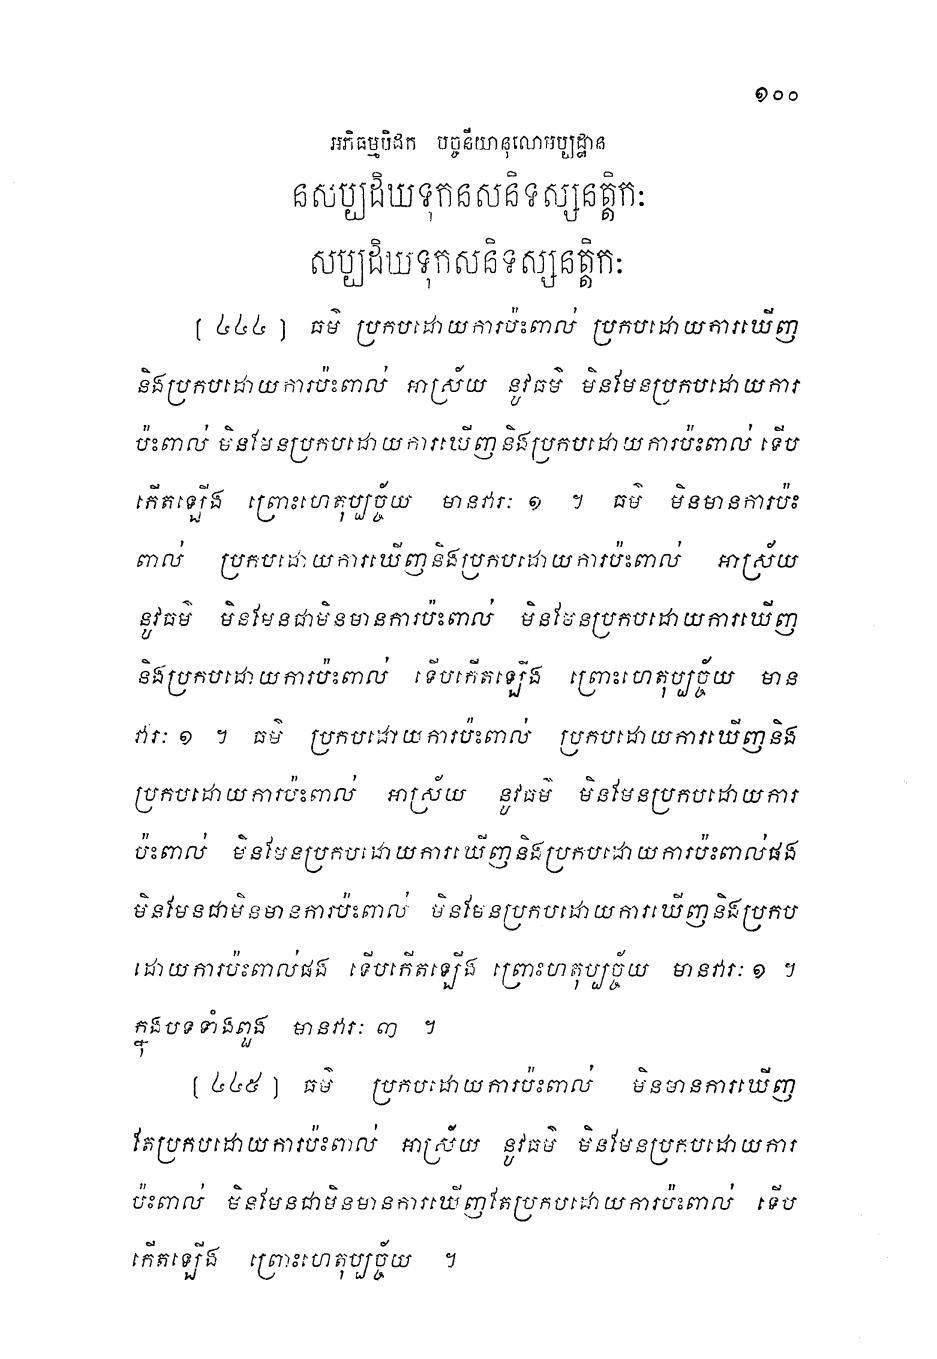 ១០០
អភិធម្មបិដក បច្ចនីយានុលោមប្បដ្ឋាន
នសប្បដិឃទុកនសនិទស្សនត្តិកៈ
សប្បដិឃទុកសនិទស្សនត្តិកៈ
[ ៤៤៤ ] ធម៌ ប្រកបដោយការប៉ះពាល់ ប្រកបដោយការឃើញ
និងប្រកបដោយការប៉ះពាល់ អាស្រ័យ នូវធម៌ មិនមែនប្រកបដោយការ
ប៉ះពាល់ មិនមែនប្រកបដោយការឃើញនិងប្រកបដោយការប៉ះពាល់ ទើប
កើតឡើង ព្រោះហេតុប្បច្ច័យ មានវារៈ ១ ។ ធម៌ មិនមានការប៉ះ
ពាល់ ប្រកបដោយការឃើញនិងប្រកបដោយការប៉ះពាល់ អាស្រ័យ
នូវធម៌ មិនមែនជាមិនមានការប៉ះពាល់ មិនមែនប្រកបដោយការឃើញ
និងប្រកបដោយការប៉ះពាល់ ទើបកើតឡើង ព្រោះហេតុប្បច្ច័យ មាន
វារៈ ១ ។ ធម៌ ប្រកបដោយការប៉ះពាល់ ប្រកបដោយការឃើញនិង
ប្រកបដោយការប៉ះពាល់ អាស្រ័យ នូវធម៌ មិនមែនប្រកបដោយការ
ប៉ះពាល់ មិនមែនប្រកបដោយការឃើញនិងប្រកបដោយការប៉ះពាល់ផង
មិនមែនជាមិនមានការប៉ះពាល់ មិនមែនប្រកបដោយការឃើញនិងប្រកប
ដោយការប៉ះពាល់ផង ទើបកើតឡើង ព្រោះហេតុប្បច្ច័យ មានវារៈ ១ ។
ក្នុងបទទាំងពួង មានវារៈ ៣ ។
[ ៤៤៥ ] ធម៌ ប្រកបដោយការប៉ះពាល់ មិនមានការឃើញ
តែប្រកបដោយការប៉ះពាល់ អាស្រ័យ នូវធម៌ មិនមែនប្រកបដោយការ
ប៉ះពាល់ មិនមែនជាមិនមានការឃើញតែប្រកបដោយការប៉ះពាល់ ទើប
កើតឡើង ព្រោះហេតុប្បច្ច័យ ។